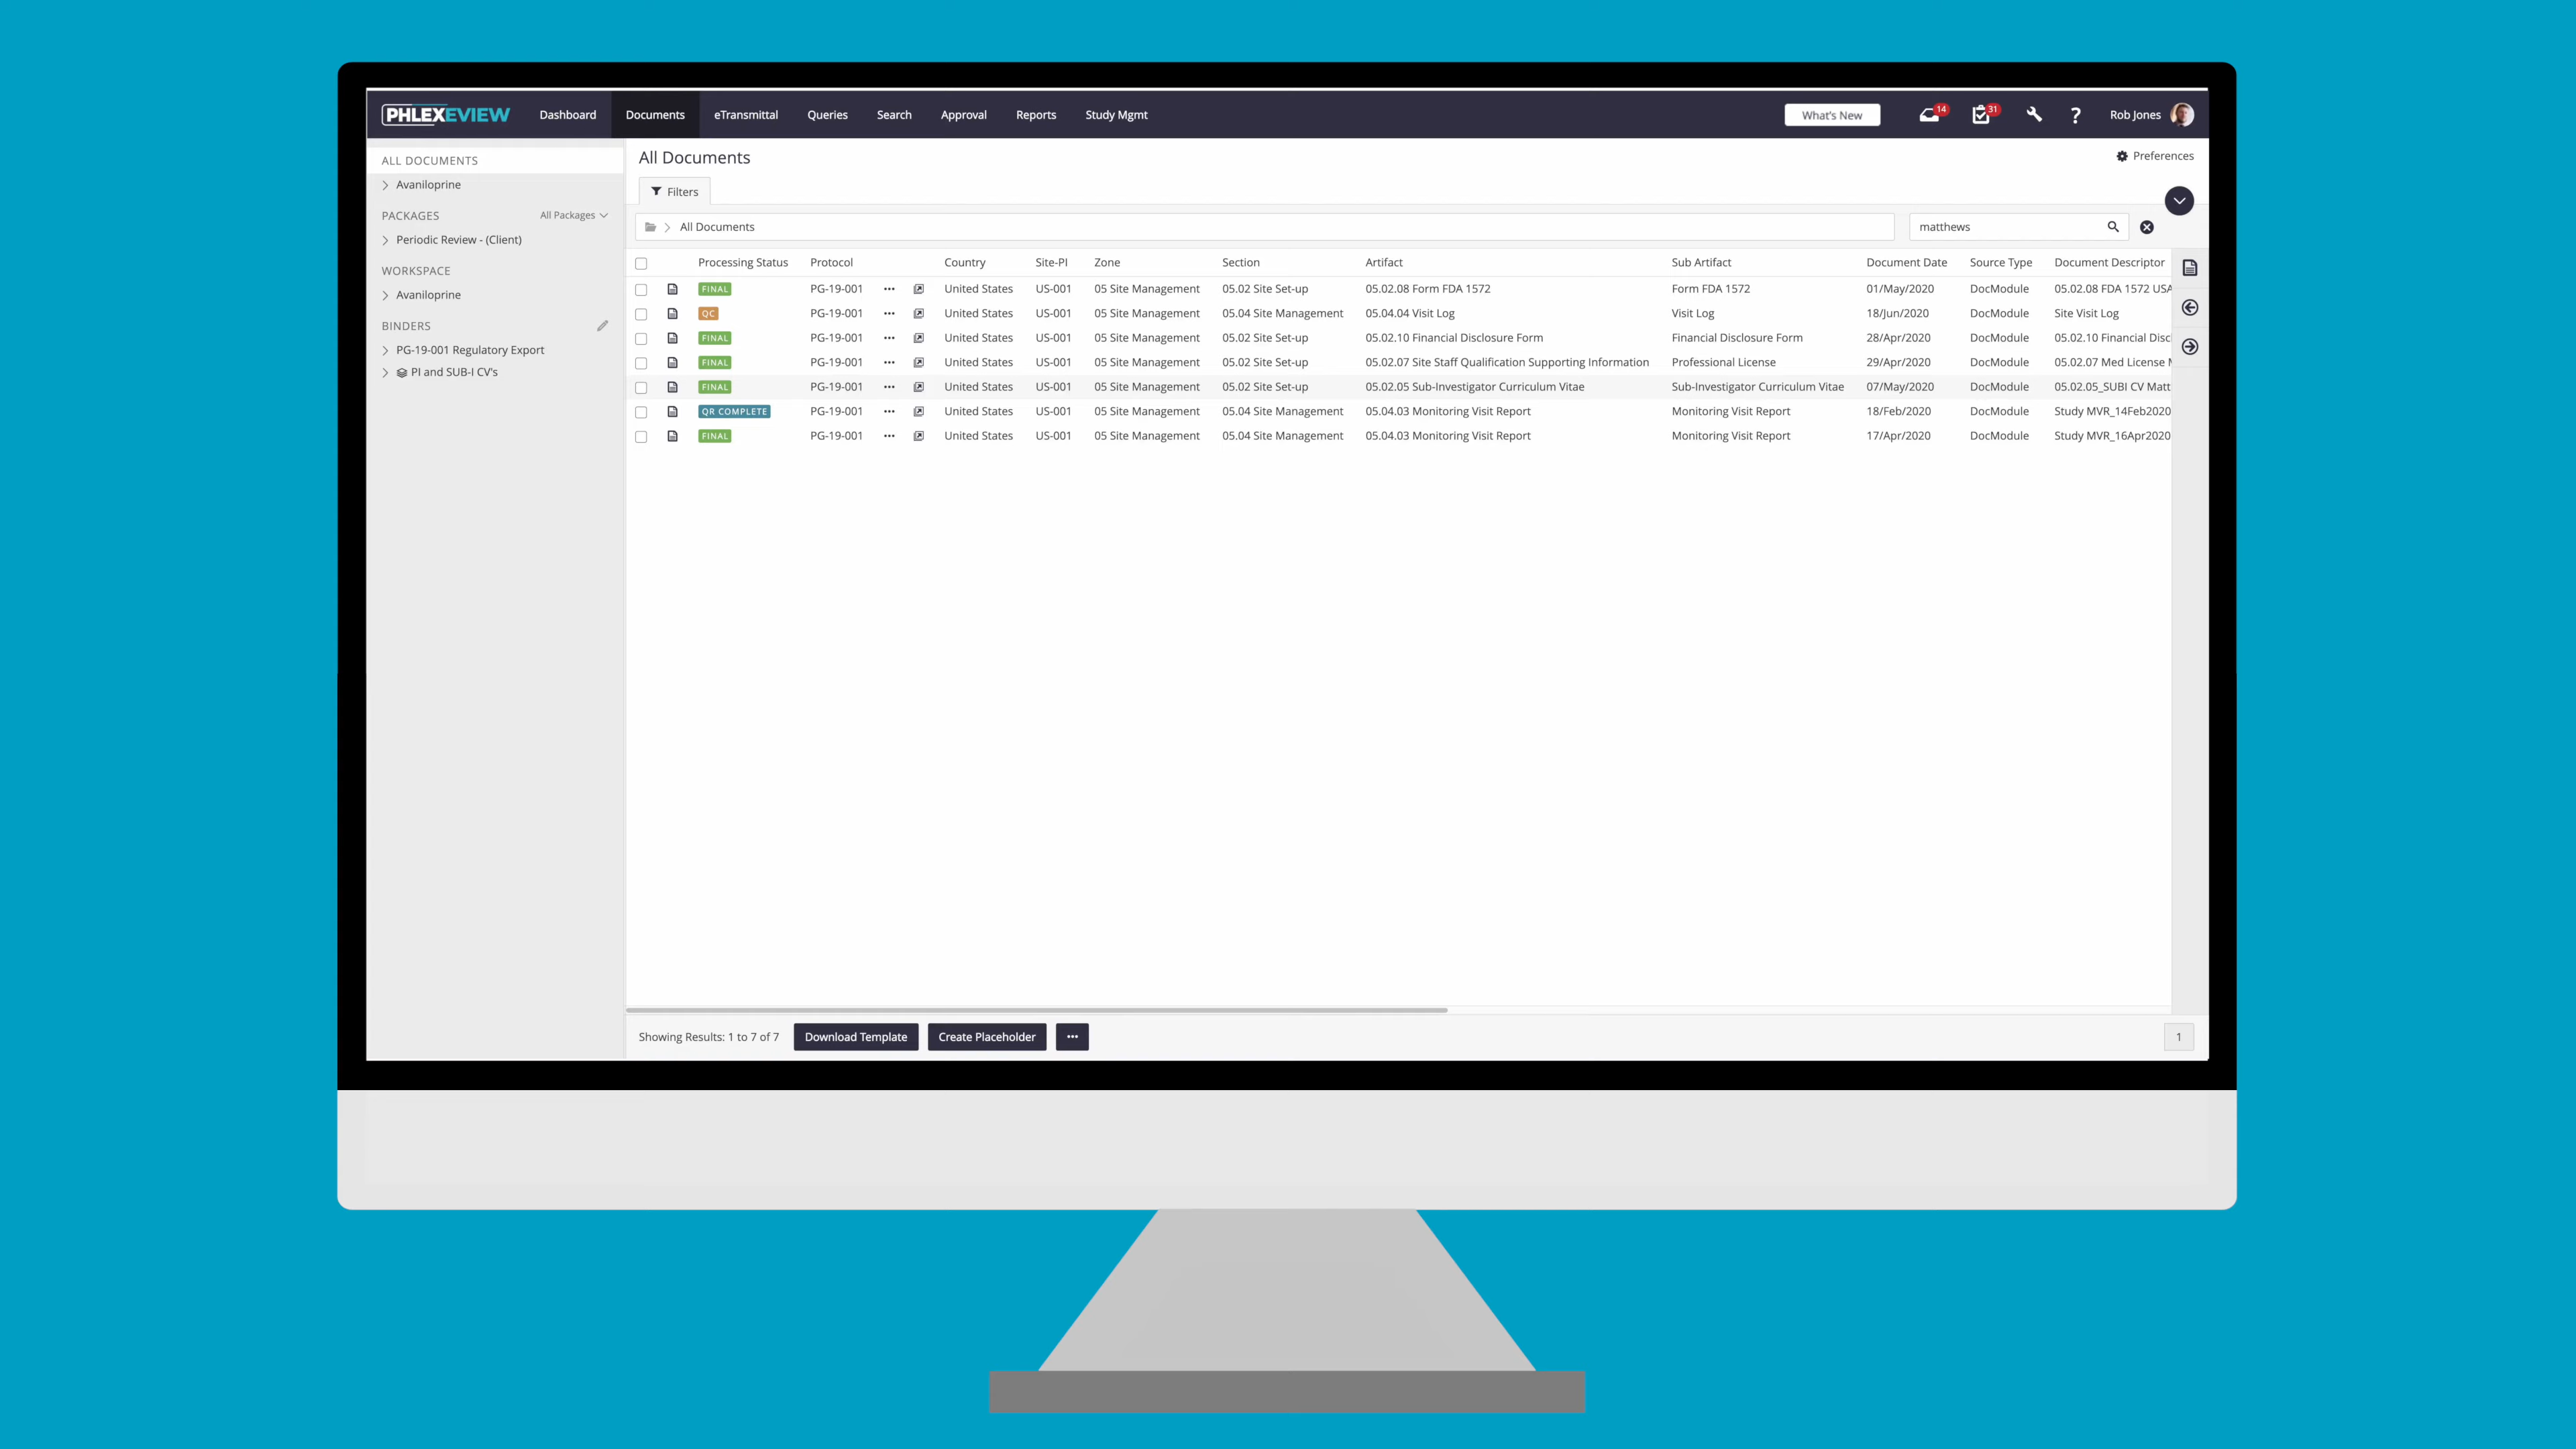 PHLEXEVIEW Dashboard Documents eTransmittal Queries Search Approval Reports Study Mgmt What's New 14 31 ? Rob Jones
ALL DOCUMENTS
Avaniloprine
PACKAGES All Packages
Periodic Review - (Client)
WORKSPACE
Avaniloprine
BINDERS
PG-19-001 Regulatory Export
PI and SUB-I CV's
All Documents Preferences
Filters
All Documents matthews
Processing Status Protocol Country Site-PI Zone Section Artifact Sub Artifact Document Date Source Type Document Descriptor
FINAL PG-19-001 ••• United States US-001 05 Site Management 05.02 Site Set-up 05.02.08 Form FDA 1572 Form FDA 1572 01/May/2020 DocModule 05.02.08 FDA 1572 USA
QC PG-19-001 ••• United States US-001 05 Site Management 05.04 Site Management 05.04.04 Visit Log Visit Log 18/Jun/2020 DocModule Site Visit Log
FINAL PG-19-001 ••• United States US-001 05 Site Management 05.02 Site Set-up 05.02.10 Financial Disclosure Form Financial Disclosure Form 28/Apr/2020 DocModule 05.02.10 Financial Disc
FINAL PG-19-001 ••• United States US-001 05 Site Management 05.02 Site Set-up 05.02.07 Site Staff Qualification Supporting Information Professional License 29/Apr/2020 DocModule 05.02.07 Med License
FINAL PG-19-001 ••• United States US-001 05 Site Management 05.02 Site Set-up 05.02.05 Sub-Investigator Curriculum Vitae Sub-Investigator Curriculum Vitae 07/May/2020 DocModule 05.02.05_SUBI CV Matt
QR COMPLETE PG-19-001 ••• United States US-001 05 Site Management 05.04 Site Management 05.04.03 Monitoring Visit Report Monitoring Visit Report 18/Feb/2020 DocModule Study MVR_14Feb2020
FINAL PG-19-001 ••• United States US-001 05 Site Management 05.04 Site Management 05.04.03 Monitoring Visit Report Monitoring Visit Report 17/Apr/2020 DocModule Study MVR_16Apr2020
Showing Results: 1 to 7 of 7 Download Template Create Placeholder ••• 1